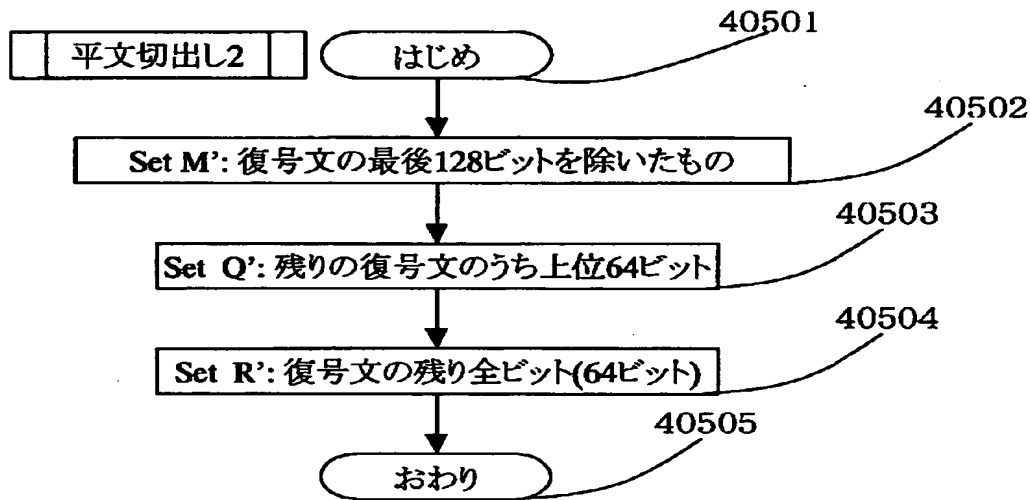 40501
平文切出し2
はじめ
40502
Set M’: 復号文の最後128ビットを除いたもの
40503
Set Q’: 残りの復号文のうち上位64ビット
40504
Set R’: 復号文の残り全ビット(64ビット)
40505
おわり